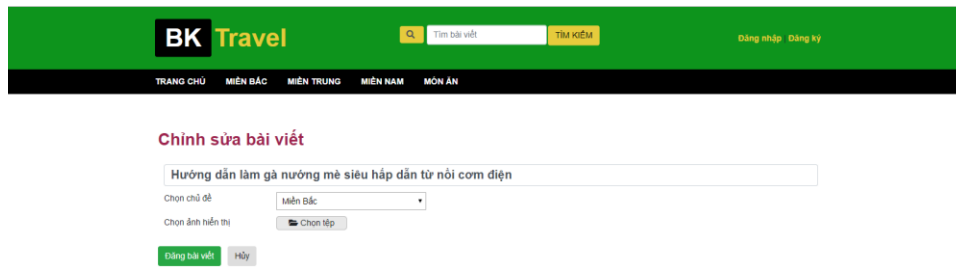 BK Travel
Tìm bài viết TÌM KIẾM
Đăng nhập Đăng ký
TRANG CHỦ MIỀN BẮC MIỀN TRUNG MIỀN NAM MÓN ĂN
Chỉnh sửa bài viết
Hướng dẫn làm gà nướng mè siêu hấp dẫn từ nồi cơm điện
Chọn chủ đề Miền Bắc
Chọn ảnh hiển thị Chọn tệp
Đăng bài viết Hủy